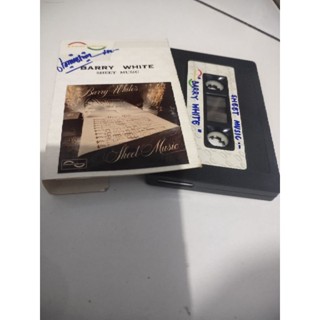 BARRY WHITE
SHEET MUSIC
Barry White's
Sheet Music
SHEET MUSIC...
"BARRY WHITE"